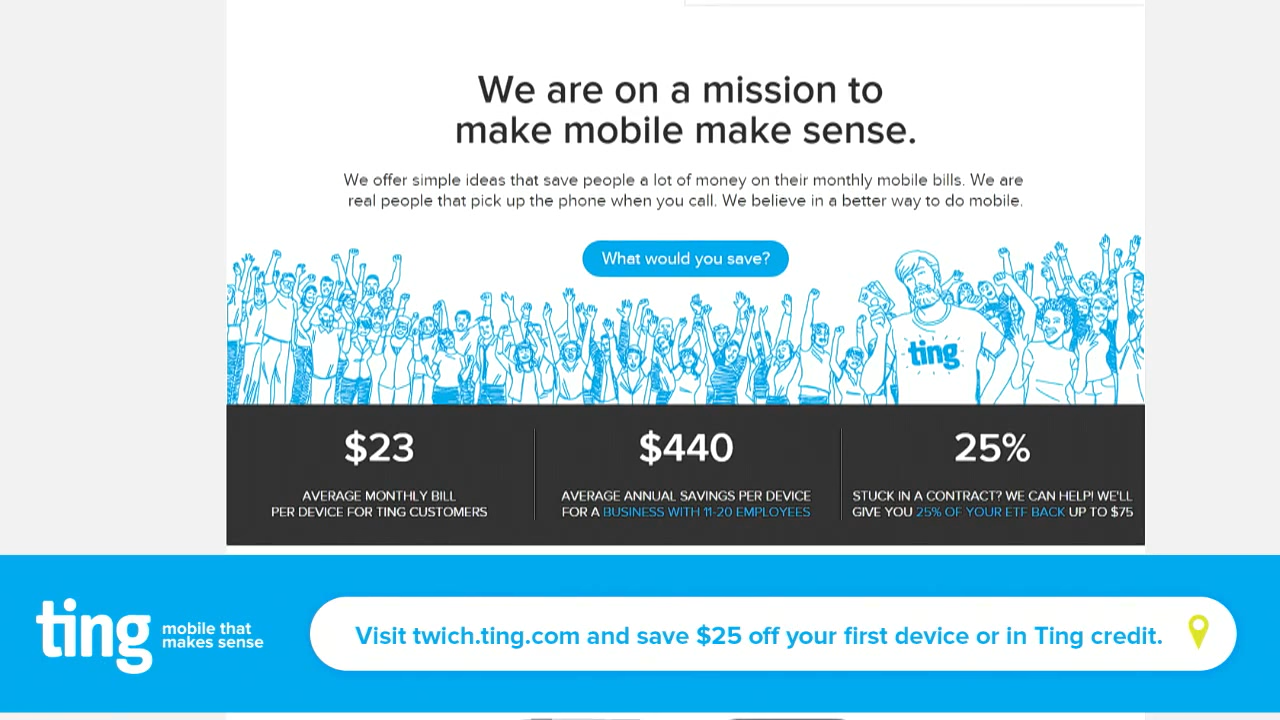 We are on a mission to
make mobile make sense.
We offer simple ideas that save people a lot of money on their monthly mobile bills. We are
real people that pick up the phone when you call. We believe in a better way to do mobile.
What would you save?
ting
$23
AVERAGE MONTHLY BILL
PER DEVICE FOR TING CUSTOMERS
$440
AVERAGE ANNUAL SAVINGS PER DEVICE
FOR A BUSINESS WITH 11-20 EMPLOYEES
25%
STUCK IN A CONTRACT? WE CAN HELP! WE'LL
GIVE YOU 25% OF YOUR ETF BACK UP TO $75
ting
mobile that
makes sense
Visit twich.ting.com and save $25 off your first device or in Ting credit.